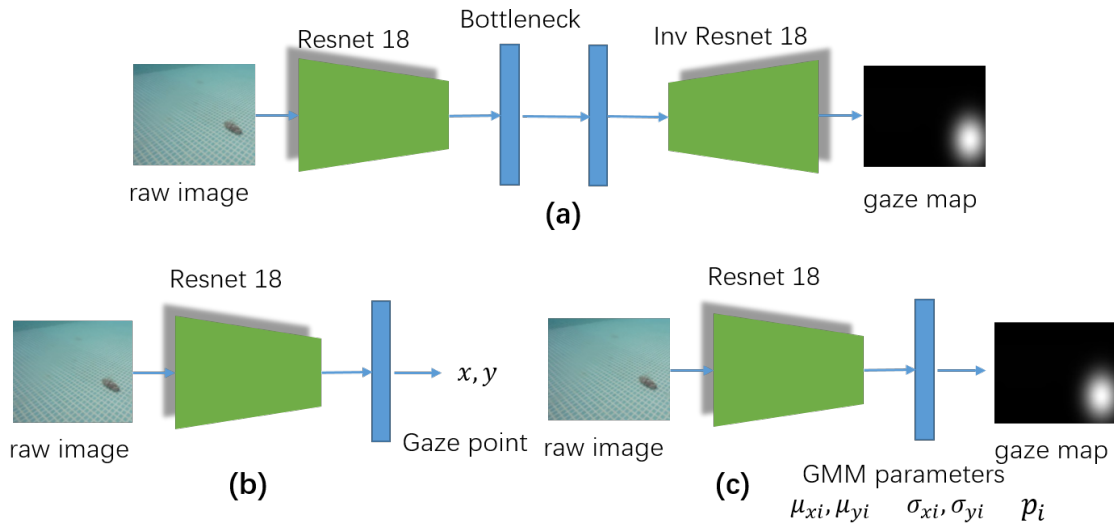 Bottleneck
Resnet 18
Inv Resnet 18
raw image
gaze map
(a)
Resnet 18
Resnet 18
x, y
raw image
Gaze point
raw image
gaze map
(b)
(c)
GMM parameters
μxi, μyi σxi, σyi pi